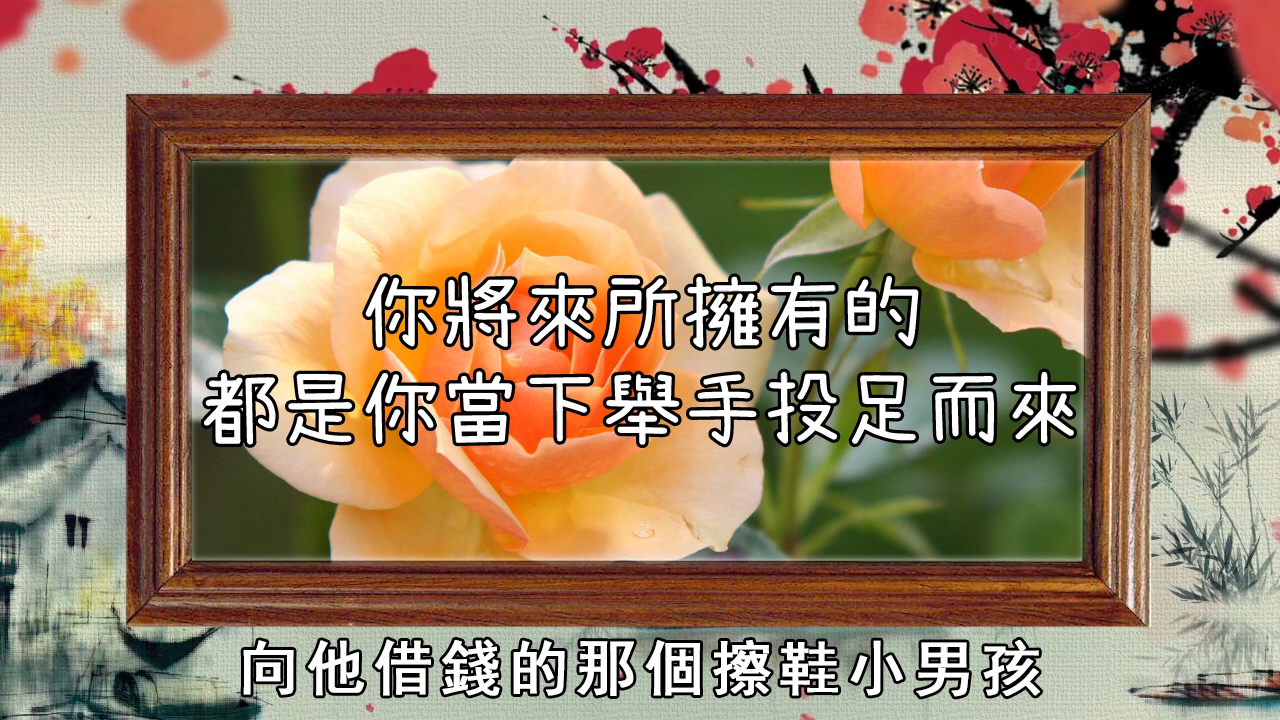 你將來所擁有的
都是你當下舉手投足而來
向他借錢的那個擦鞋小男孩